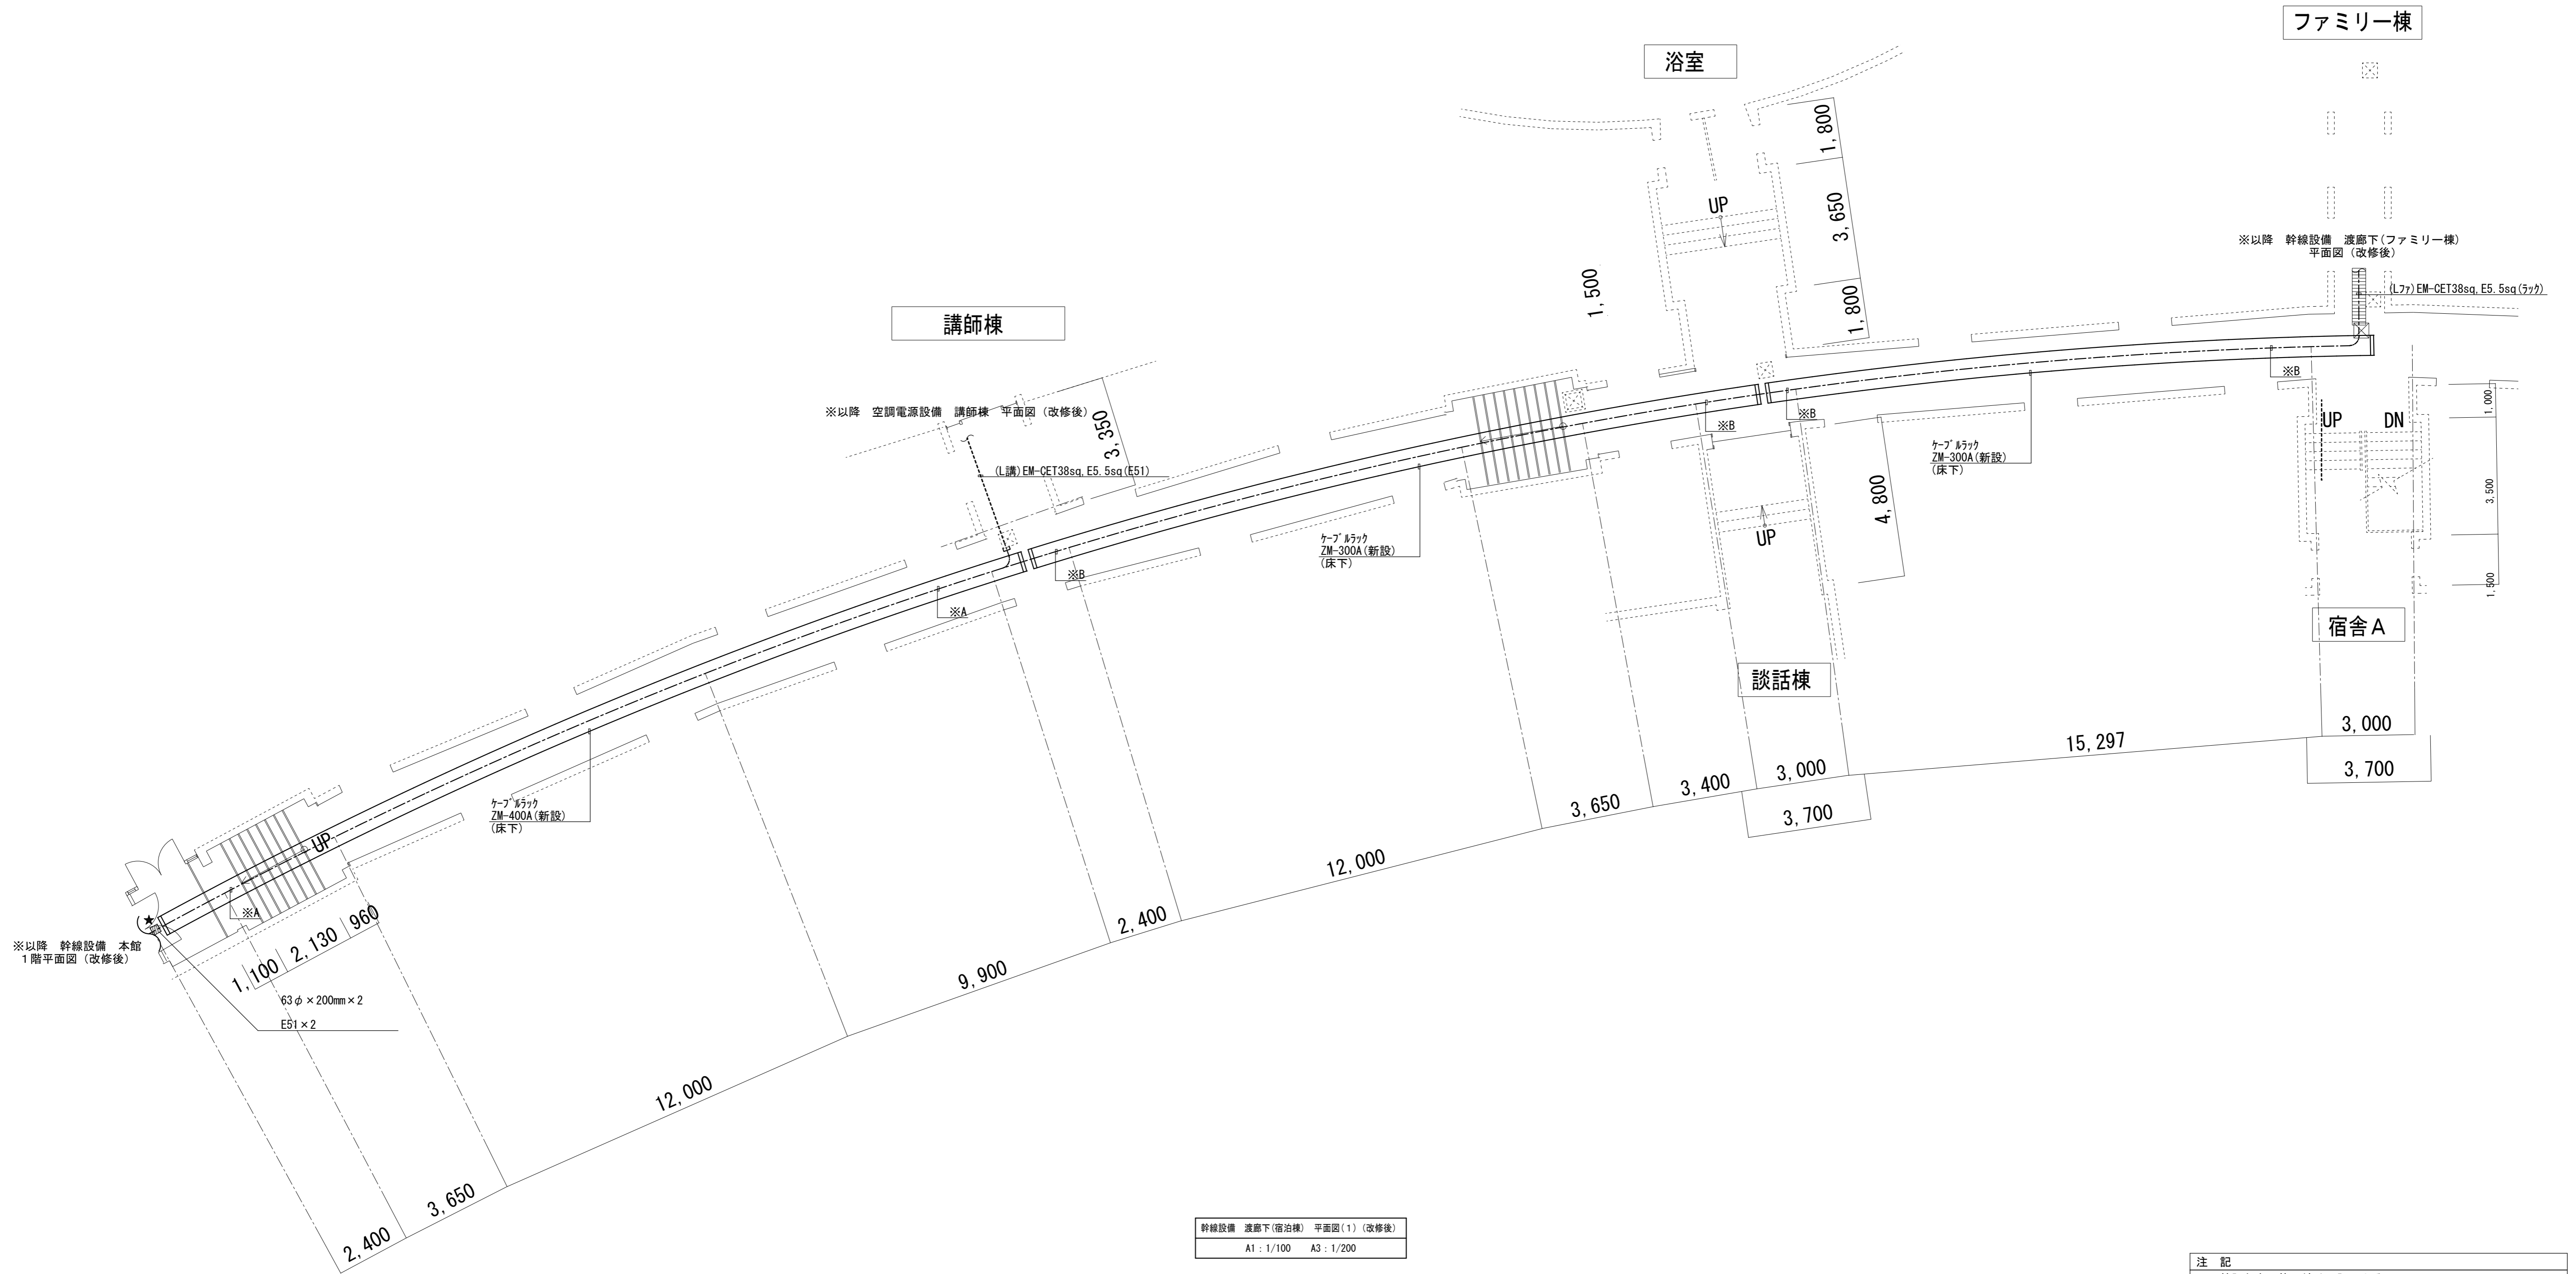 ファミリー棟
浴室
1,800
3,650
1,800
UP
1,500
※以降　幹線設備　渡廊下(ファミリー棟)
平面図（改修後）
(Lファ)EM-CET38sq,E5.5sq(ラック)
講師棟
※以降　空調電源設備　講師棟　平面図（改修後）
3,350
(L講)EM-CET38sq,E5.5sq(E51)
※B
※B
※B
ケーブルラック
ZM-300A(新設)
(床下)
UP
DN
1,000
3,500
1,500
4,800
UP
ケーブルラック
ZM-300A(新設)
(床下)
※B
※A
宿舎A
談話棟
3,000
15,297
3,700
3,000
3,400
3,650
3,700
12,000
2,400
9,900
12,000
3,650
2,400
ケーブルラック
ZM-400A(新設)
(床下)
UP
※A
960
2,130
1,100
※以降　幹線設備　本館
1階平面図（改修後）
63φ×200mm×2
E51×2
幹線設備　渡廊下(宿泊棟)　平面図(1)（改修後）
A1：1/100　A3：1/200
注　記